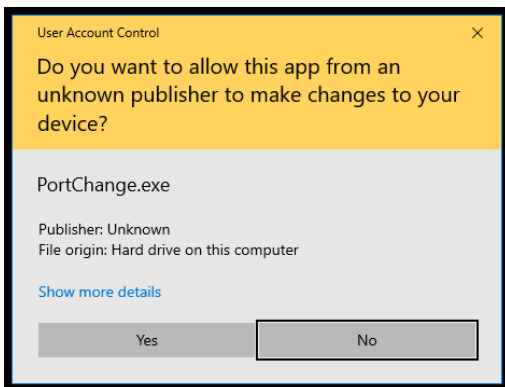 User Account Control
Do you want to allow this app from an
unknown publisher to make changes to your
device?
PortChange.exe
Publisher: Unknown
File origin: Hard drive on this computer
Show more details
Yes
No